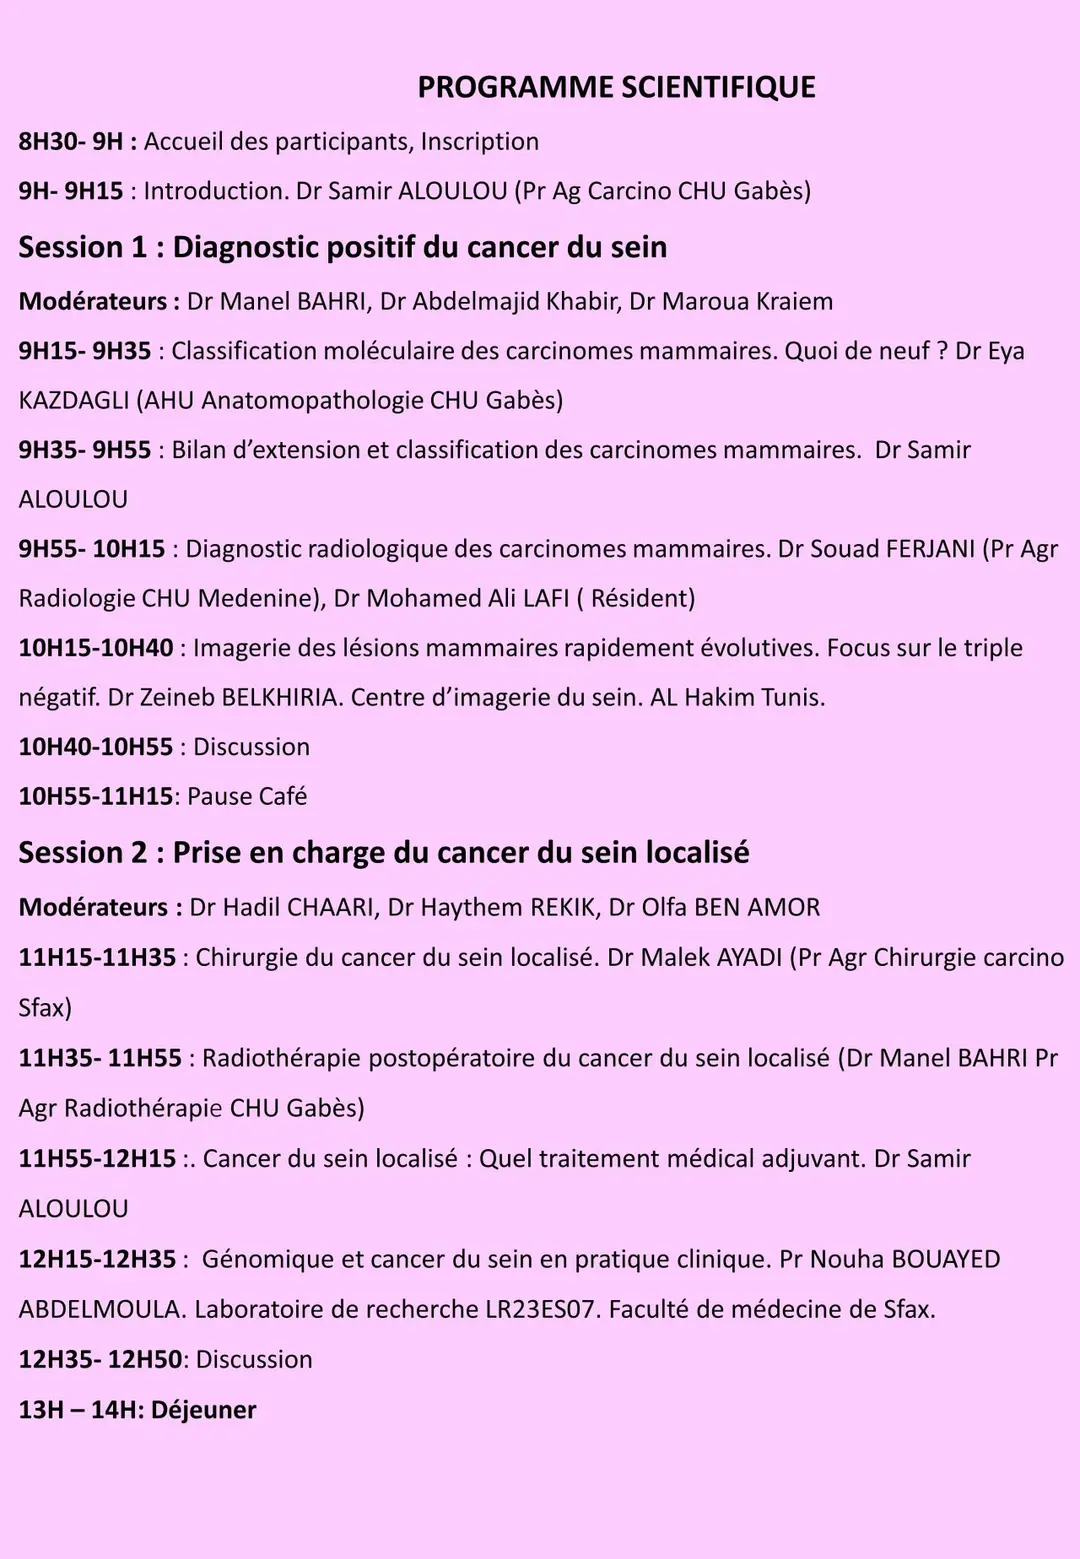 PROGRAMME SCIENTIFIQUE
8H30- 9H : Accueil des participants, Inscription
9H- 9H15 : Introduction. Dr Samir ALOULOU (Pr Ag Carcino CHU Gabès)
Session 1 : Diagnostic positif du cancer du sein
Modérateurs : Dr Manel BAHRI, Dr Abdelmajid Khabir, Dr Maroua Kraiem
9H15- 9H35 : Classification moléculaire des carcinomes mammaires. Quoi de neuf ? Dr Eya
KAZDAGLI (AHU Anatomopathologie CHU Gabès)
9H35- 9H55 : Bilan d’extension et classification des carcinomes mammaires.  Dr Samir
ALOULOU
9H55- 10H15 : Diagnostic radiologique des carcinomes mammaires. Dr Souad FERJANI (Pr Agr
Radiologie CHU Medenine), Dr Mohamed Ali LAFI ( Résident)
10H15-10H40 : Imagerie des lésions mammaires rapidement évolutives. Focus sur le triple
négatif. Dr Zeineb BELKHIRIA. Centre d’imagerie du sein. AL Hakim Tunis.
10H40-10H55 : Discussion
10H55-11H15: Pause Café
Session 2 : Prise en charge du cancer du sein localisé
Modérateurs : Dr Hadil CHAARI, Dr Haythem REKIK, Dr Olfa BEN AMOR
11H15-11H35 : Chirurgie du cancer du sein localisé. Dr Malek AYADI (Pr Agr Chirurgie carcino
Sfax)
11H35- 11H55 : Radiothérapie postopératoire du cancer du sein localisé (Dr Manel BAHRI Pr
Agr Radiothérapie CHU Gabès)
11H55-12H15 :. Cancer du sein localisé : Quel traitement médical adjuvant. Dr Samir
ALOULOU
12H15-12H35 :  Génomique et cancer du sein en pratique clinique. Pr Nouha BOUAYED
ABDELMOULA. Laboratoire de recherche LR23ES07. Faculté de médecine de Sfax.
12H35- 12H50: Discussion
13H – 14H: Déjeuner